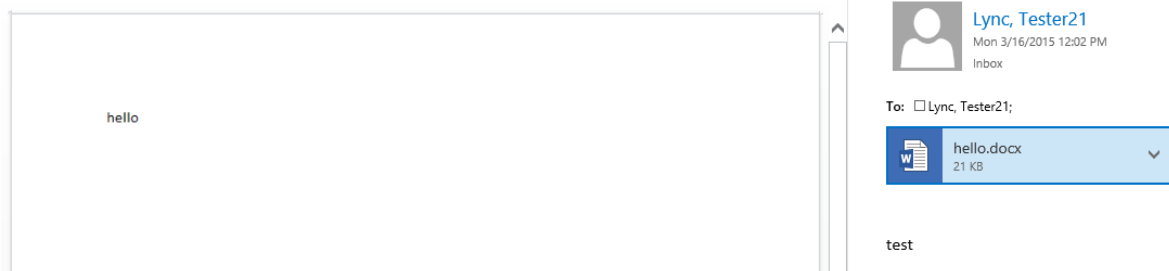 hello
Lync, Tester21
Mon 3/16/2015 12:02 PM
Inbox
To: Lync, Tester21;
W
hello.docx
21 KB
test